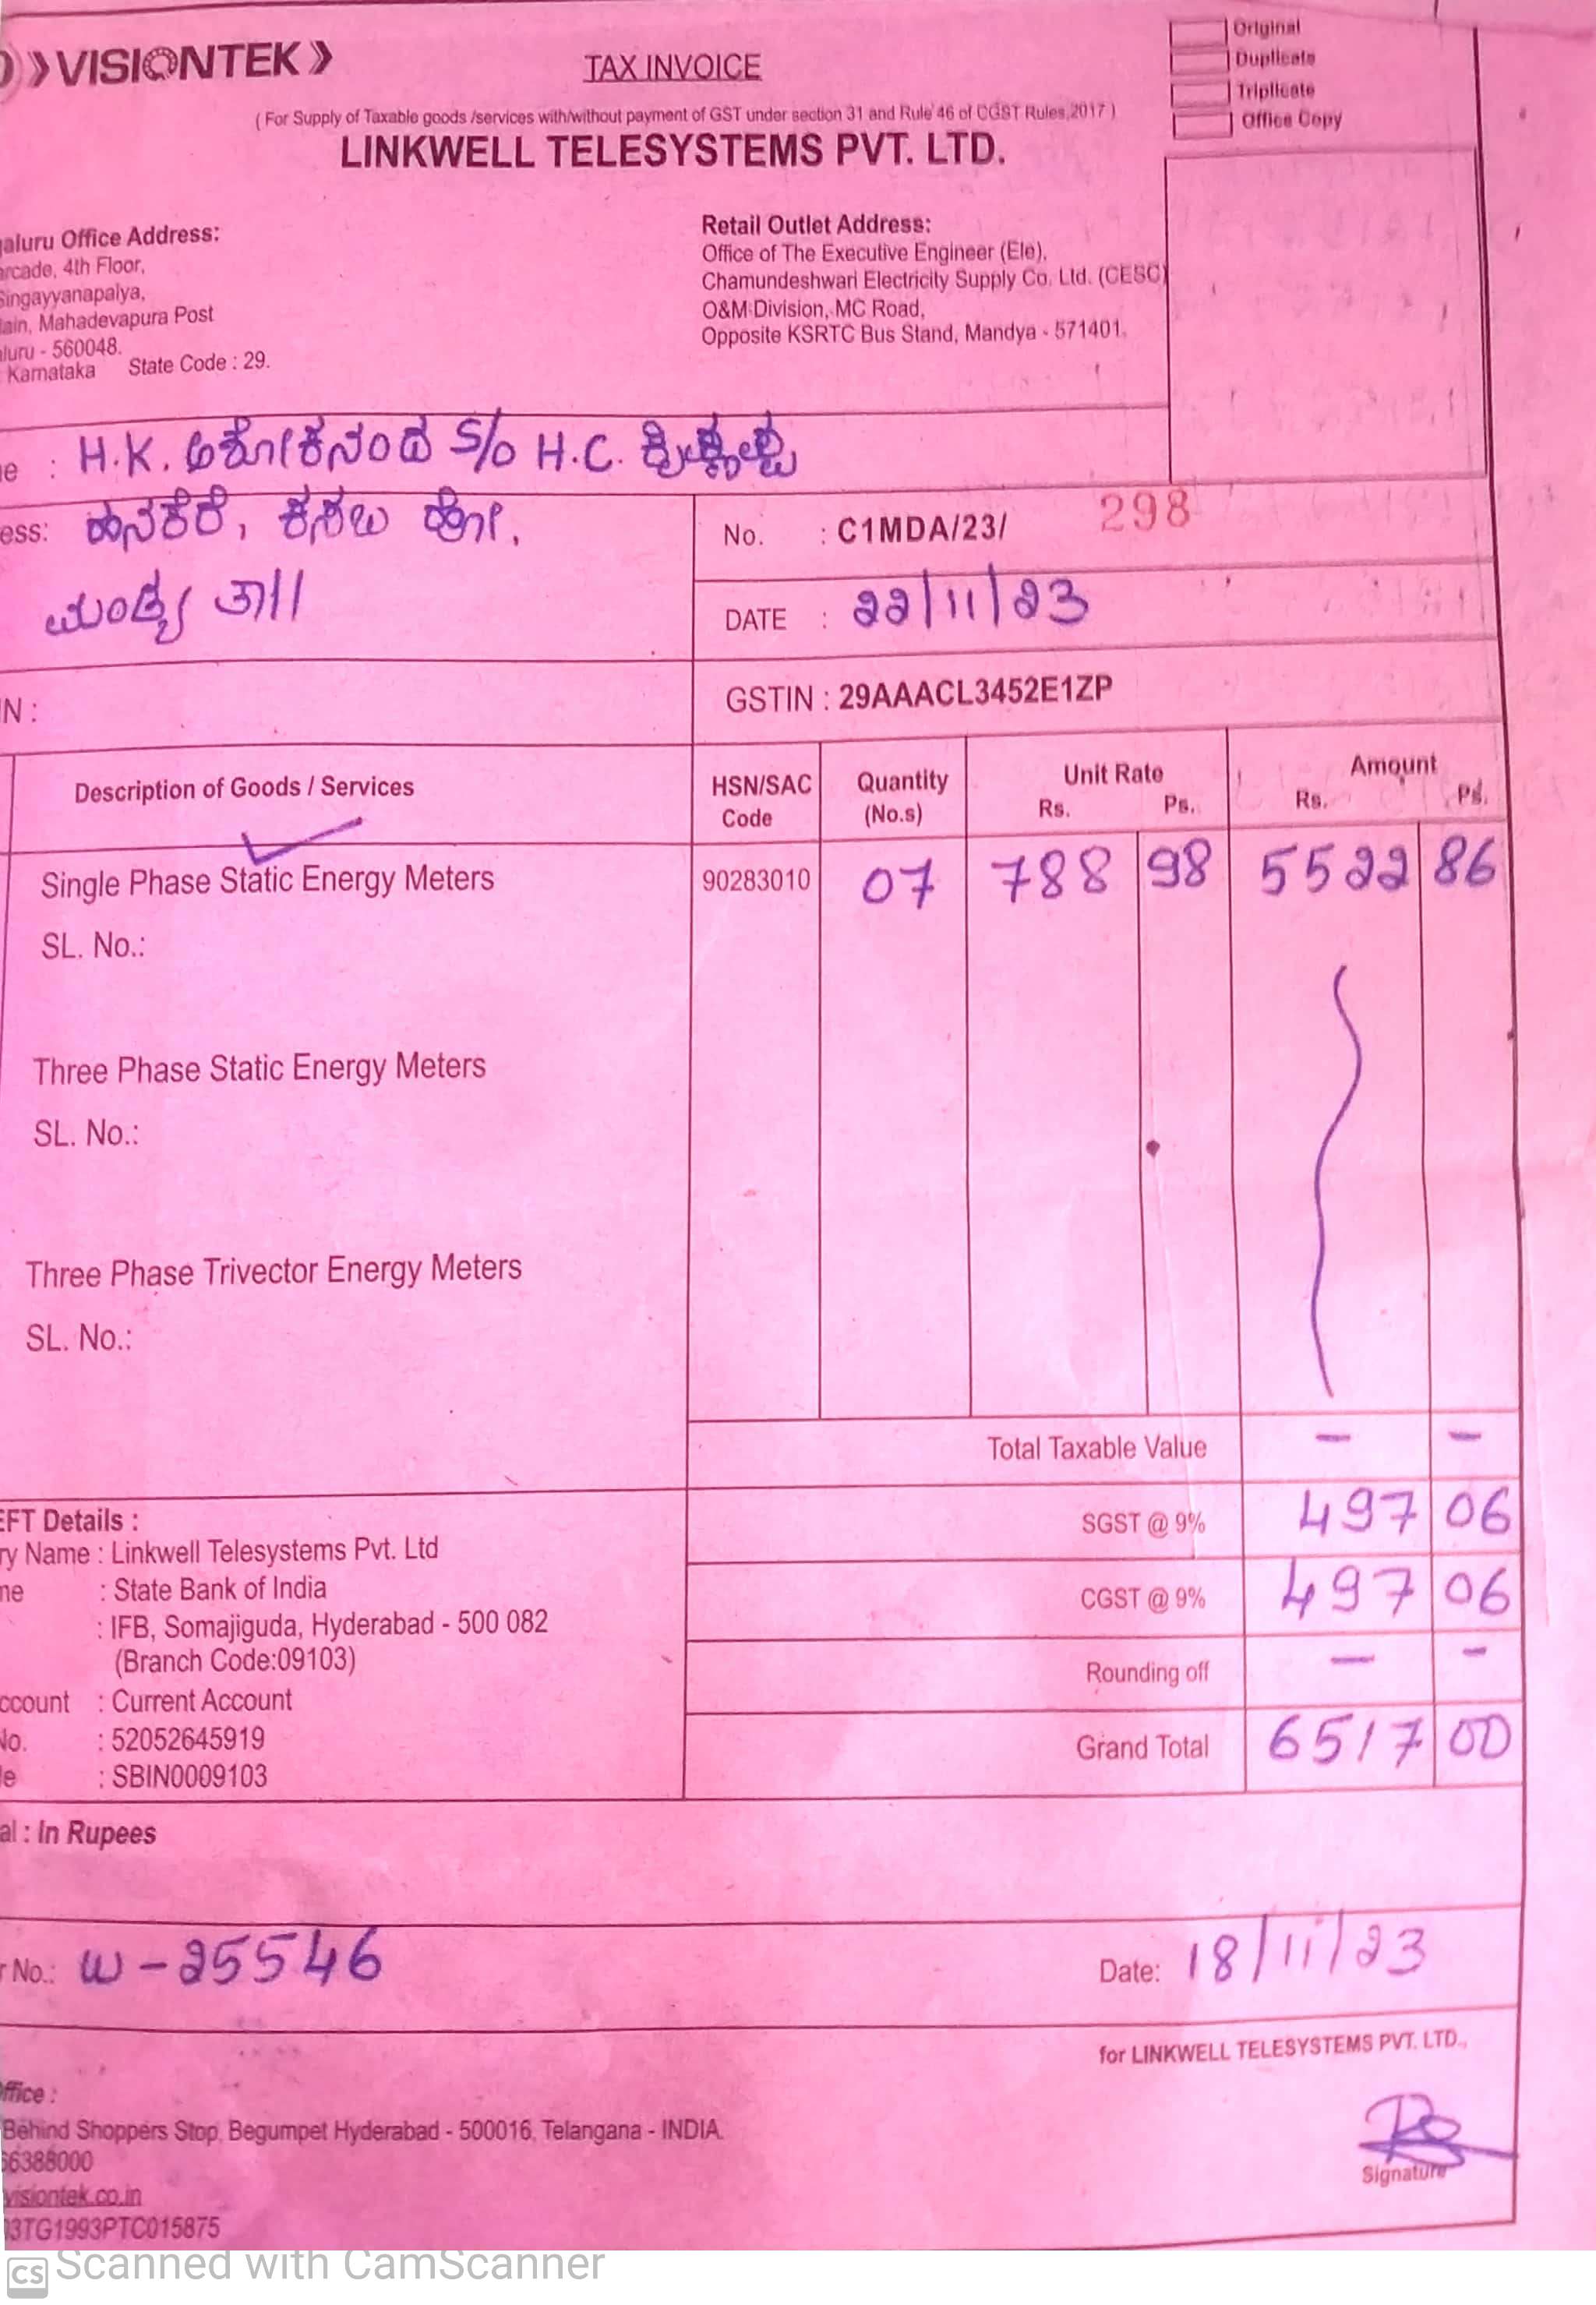 VISIONTEK
TAX INVOICE
Original
Duplicate
Triplicate
Office Copy
( For Supply of Taxable goods /services with/without payment of GST under section 31 and Rule 46 of CGST Rules,2017 )
LINKWELL TELESYSTEMS PVT. LTD.
aluru Office Address:
arcade, 4th Floor,
Singayyanapalya,
ain, Mahadevapura Post
luru - 560048.
Karnataka State Code : 29.
Retail Outlet Address:
Office of The Executive Engineer (Ele),
Chamundeshwari Electricity Supply Co. Ltd. (CESC)
O&M Division, MC Road,
Opposite KSRTC Bus Stand, Mandya - 571401.
e : H.K. ಅಶೋಕನಂದ S/o H.C.
ess: ಹನಕೆರೆ, ಕಸಲು ಹೋ.
ಮಂಡ್ಯ ತಾ||
No. : C1MDA/23/ 298
DATE : 22/11/23
N :
GSTIN : 29AAACL3452E1ZP
Description of Goods / Services HSN/SAC Code Quantity (No.s) Unit Rate Rs. Ps. Amount Rs. Ps.
Single Phase Static Energy Meters 90283010 07 788 98 5522 86
SL. No.:
Three Phase Static Energy Meters
SL. No.:
Three Phase Trivector Energy Meters
SL. No.:
Total Taxable Value - -
SGST @ 9% 497 06
CGST @ 9% 497 06
Rounding off - -
Grand Total 6517 00
EFT Details :
ry Name : Linkwell Telesystems Pvt. Ltd
me : State Bank of India
: IFB, Somajiguda, Hyderabad - 500 082
(Branch Code:09103)
ccount : Current Account
No. : 52052645919
e : SBIN0009103
al : In Rupees
r No.: W-25546
Date: 18/11/23
for LINKWELL TELESYSTEMS PVT. LTD.,
ffice :
Behind Shoppers Stop, Begumpet Hyderabad - 500016, Telangana - INDIA.
66388000
visiontek.co.in
3TG1993PTC015875
Signature
CS Scanned with CamScanner